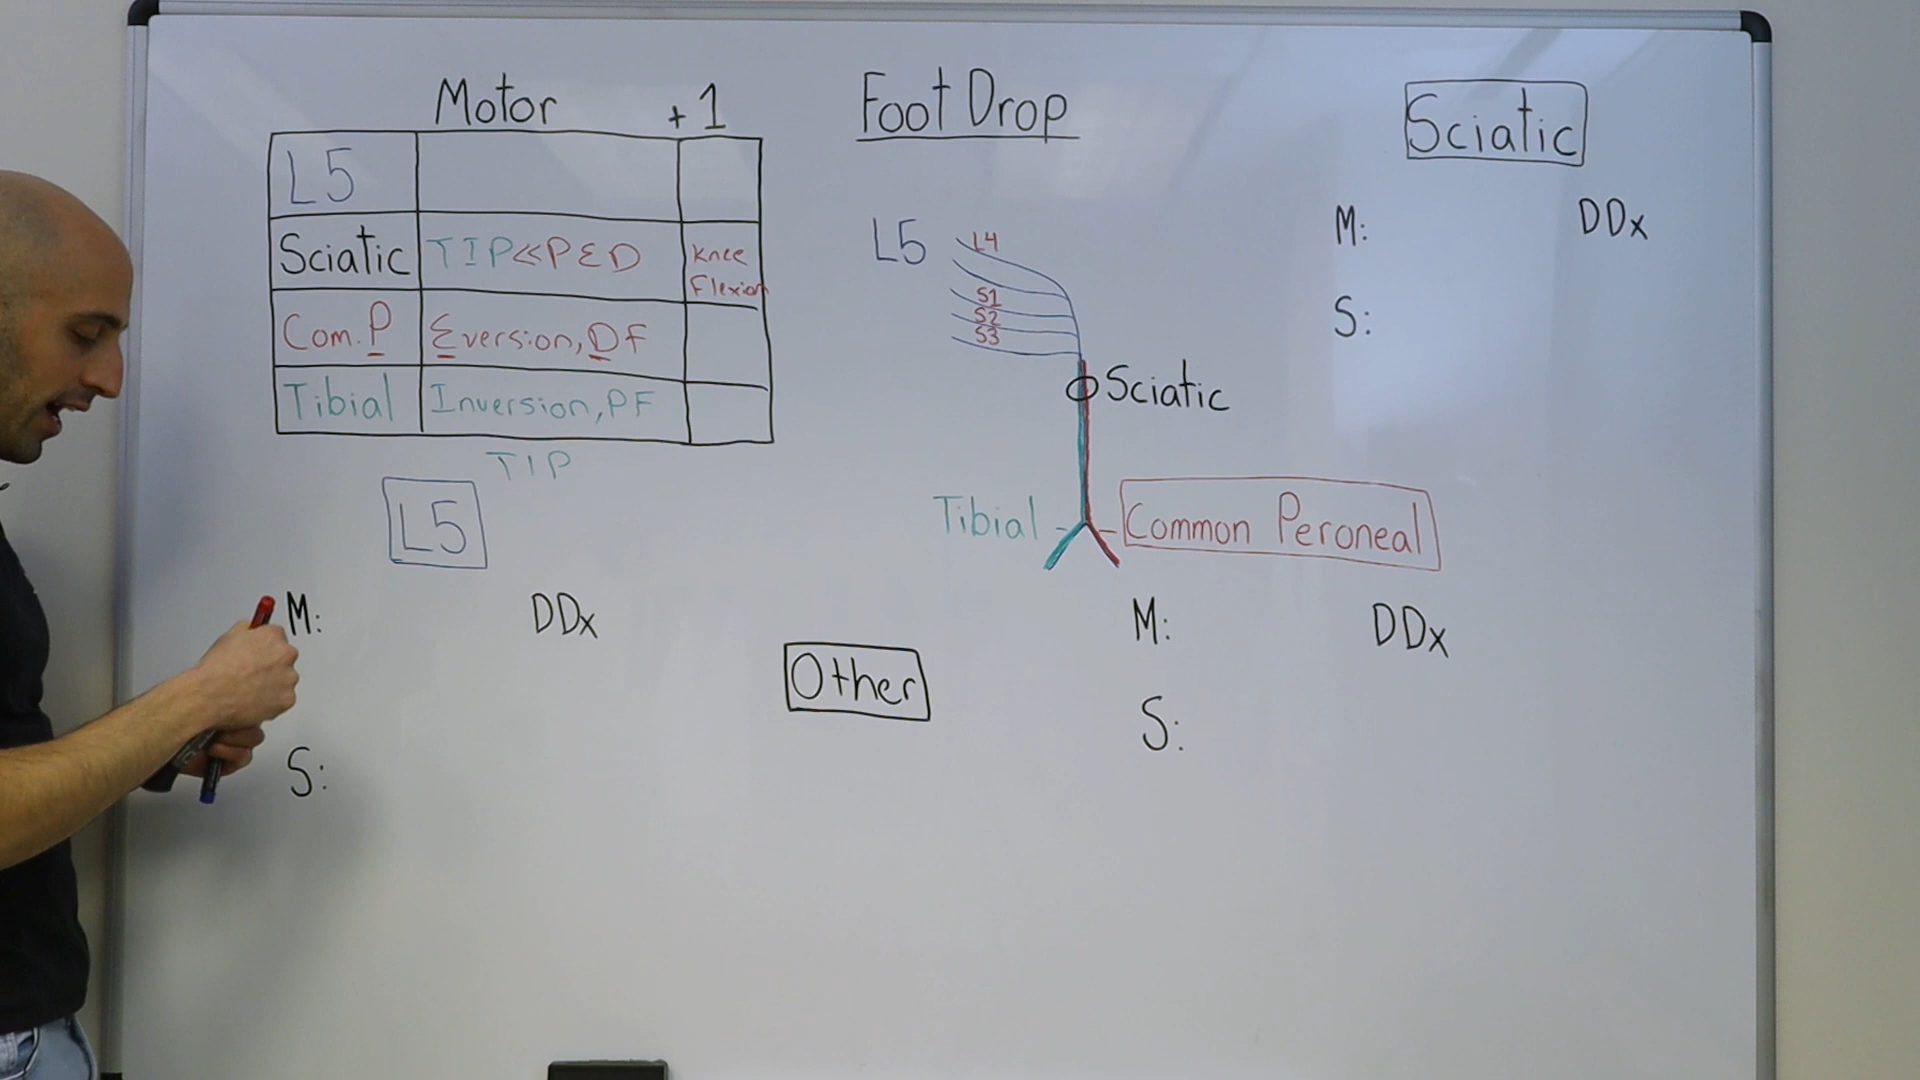 Motor +1
L5
Sciatic TIP≪PED Knee Flexion
Com. P Eversion, DF
Tibial Inversion, PF
TIP
L5
M:
DDx
S:
Foot Drop
L5
L4
S1
S2
S3
Sciatic
Tibial
Common Peroneal
M:
DDx
S:
Other
Sciatic
M:
DDx
S: